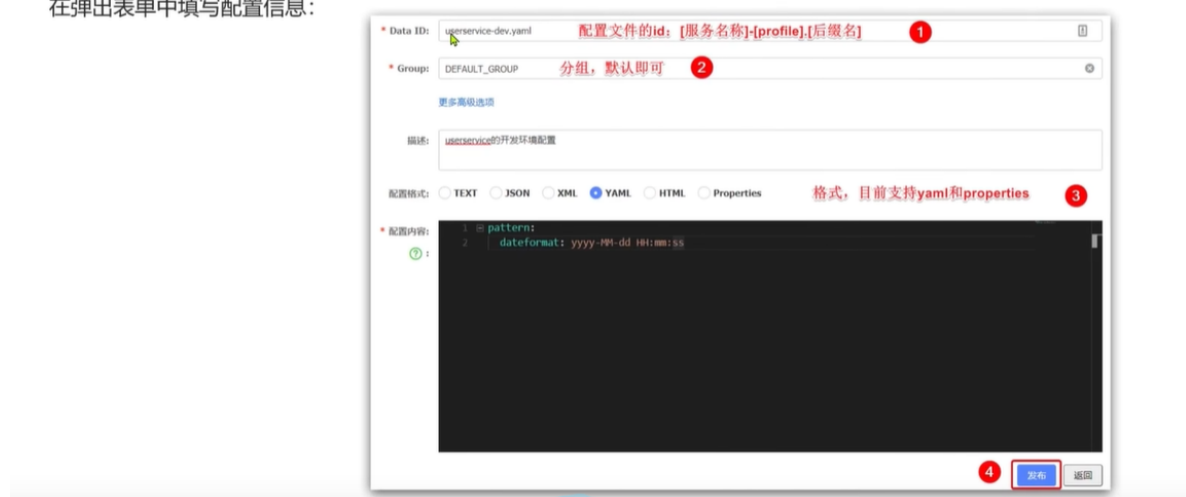 在弹出表单中填写配置信息：
* Data ID: userservice-dev.yaml 配置文件的id：[服务名称]-[profile].[后缀名] 1
* Group: DEFAULT_GROUP 分组，默认即可 2
更多高级选项
描述: userservice的开发环境配置
配置格式: TEXT JSON XML YAML HTML Properties 格式，目前支持yaml和properties 3
* 配置内容: 1 pattern:
? : 2 dateformat: yyyy-MM-dd HH:mm:ss
4 发布 返回